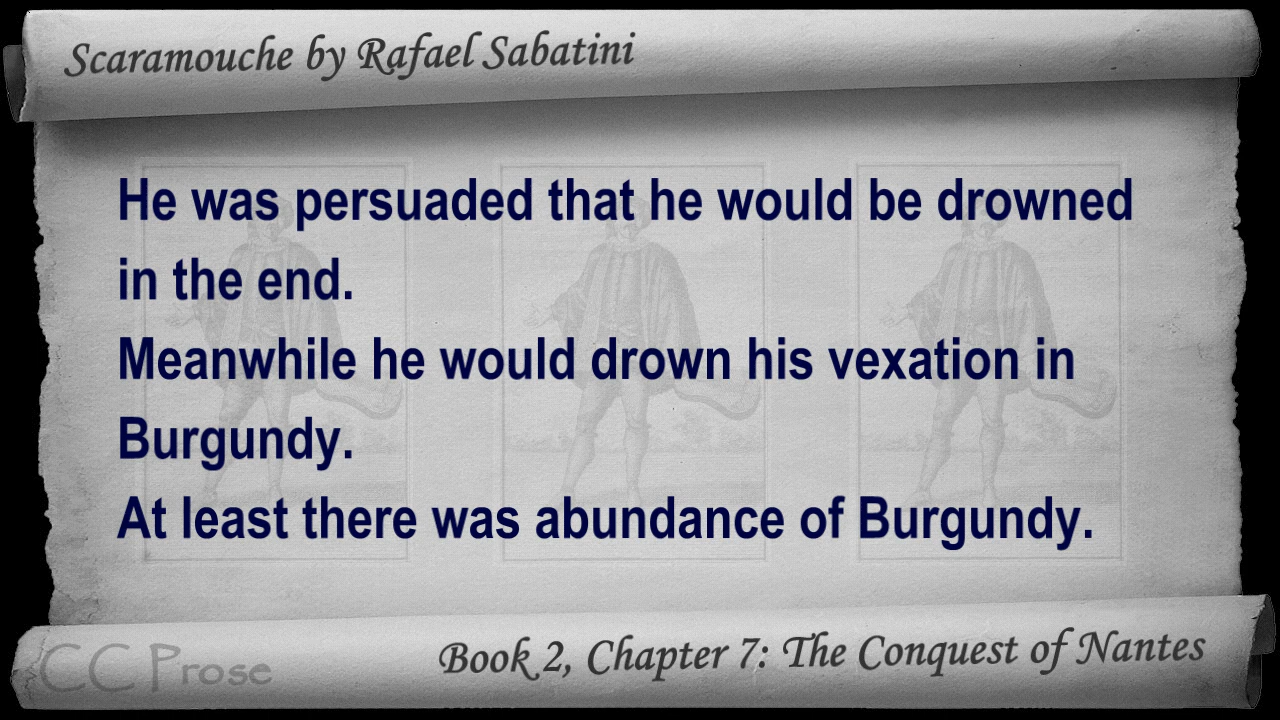 Scaramouche by Rafael Sabatini
He was persuaded that he would be drowned
in the end.
Meanwhile he would drown his vexation in
Burgundy.
At least there was abundance of Burgundy.
CC Prose
Book 2, Chapter 7: The Conquest of Nantes